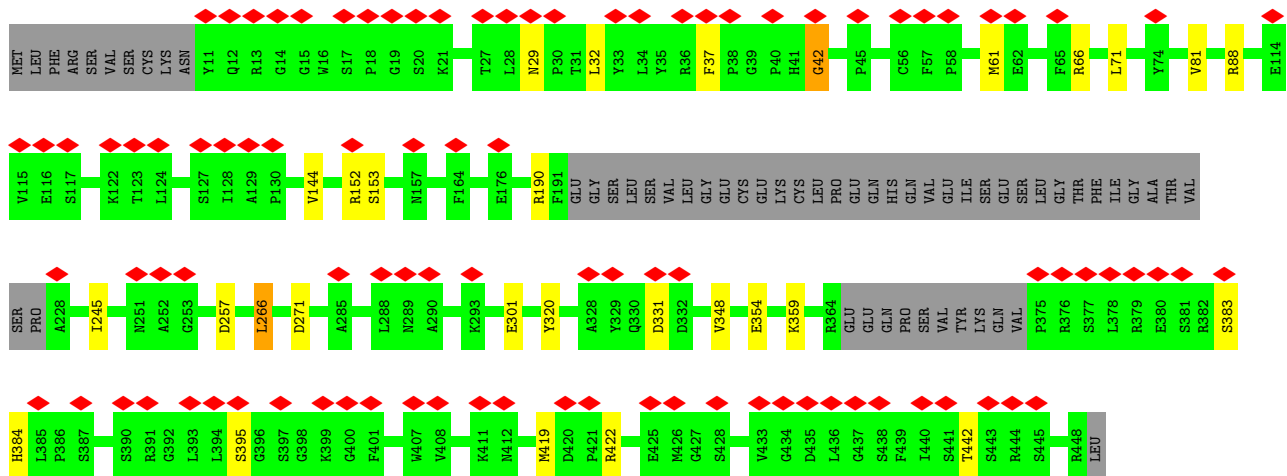 MET LEU PHE ARG SER VAL SER CYS LYS ASN Y11 Q12 R13 G14 G15 W16 S17 P18 G19 S20 K21 T27 L28 N29 P30 T31 L32 Y33 L34 Y35 R36 F37 P38 G39 P40 H41 G42 P45 C56 F57 P58 M61 E62 F65 R66 L71 Y74 V81 R88 E114
V115 E116 S117 K122 T123 L124 S127 I128 A129 P130 V144 R152 S153 N157 F164 E176 R190 F191 GLU GLY SER LEU SER VAL LEU GLY GLU CYS GLU LYS CYS LEU PRO GLU GLN HIS GLN VAL GLU ILE SER GLU SER LEU GLY THR PHE ILE GLY ALA THR VAL
SER PRO A228 I245 N251 A252 G253 D257 L266 D271 A285 L288 N289 A290 K293 E301 Y320 A328 Y329 Q330 D331 D332 V348 E354 K359 R364 GLU GLU GLN PRO SER VAL TYR LYS GLN VAL P375 R376 S377 L378 R379 E380 S381 R382 S383
H384 L385 P386 S387 S390 R391 G392 L393 L394 S395 G396 S397 G398 K399 G400 F401 W407 V408 K411 N412 M419 D420 P421 R422 E425 M426 G427 S428 V433 G434 D435 L436 G437 S438 F439 I440 S441 T442 S443 R444 S445 R448 LEU